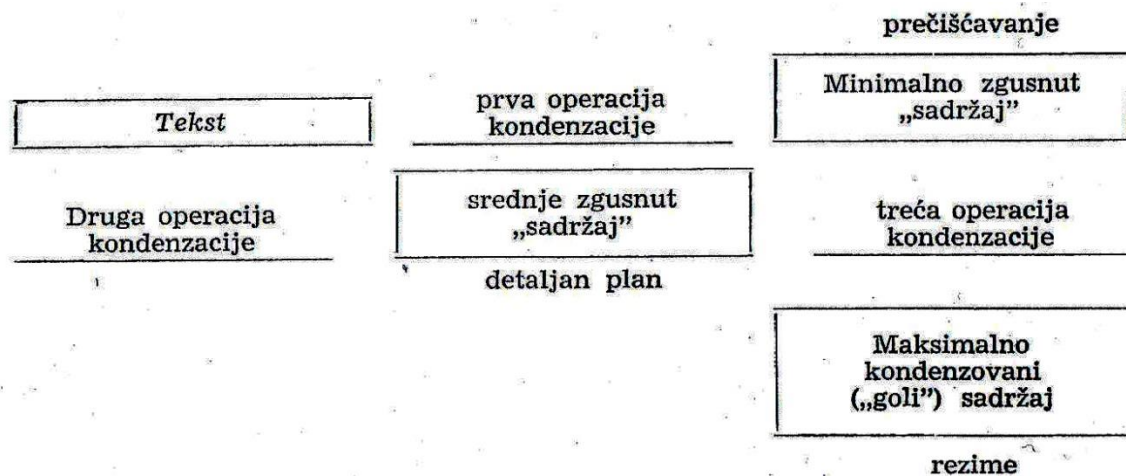 prečišćavanje
Tekst
prva operacija
kondenzacije
Minimalno zgusnut
„sadržaj”
Druga operacija
kondenzacije
srednje zgusnut
„sadržaj”
detaljan plan
treća operacija
kondenzacije
Maksimalno
kondenzovani
(„goli”) sadržaj
rezime